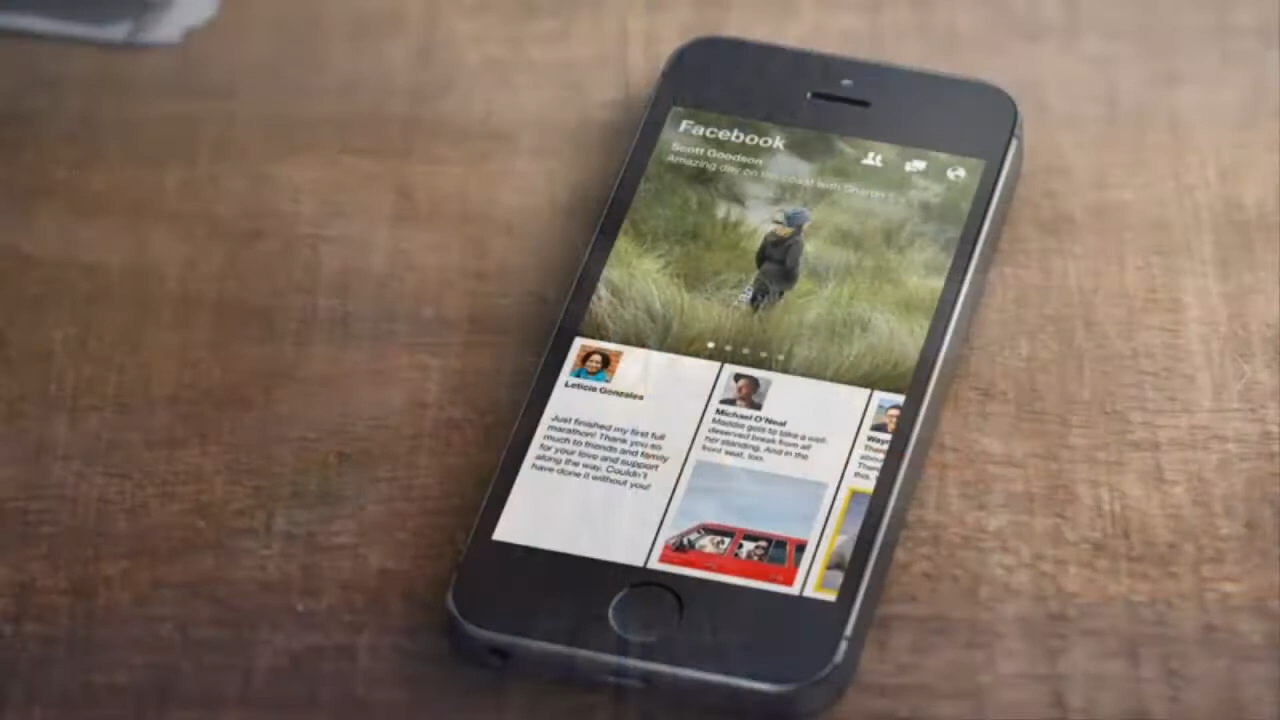 Facebook
Scott Goodson
Amazing day on the coast with Sharon
Leticia Gonzales
Just finished my first full
marathon! Thank you so
much to friends and family
for your love and support
along the way. Couldn't
have done it without you!
Michael O'Neal
Maddie gets to take a well-
deserved break from all
her standing. And in the
front seat, too.
this.